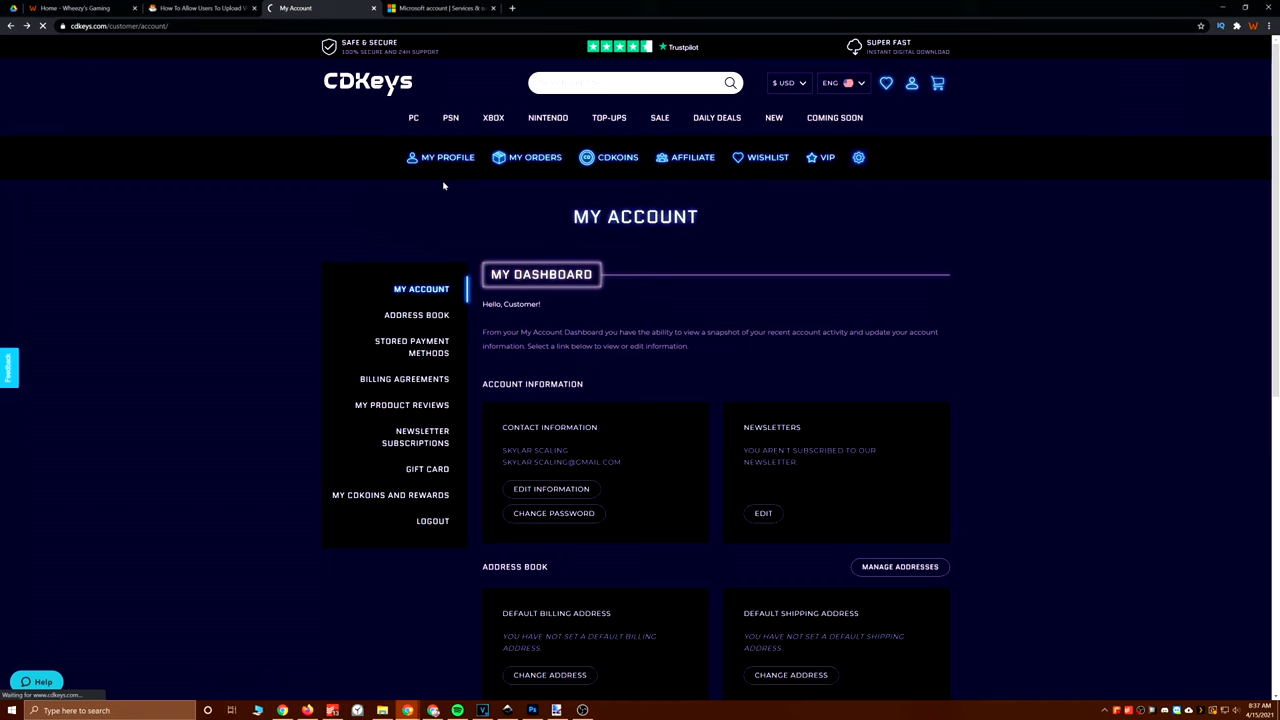 Home - Wheezy's Gaming
How To Allow Users To Upload V
My Account
Microsoft account | Services &
cdkeys.com/customer/account/
SAFE & SECURE
100% SECURE AND 24H SUPPORT
Trustpilot
SUPER FAST
INSTANT DIGITAL DOWNLOAD
CDKeys
$ USD
ENG
PC
PSN
XBOX
NINTENDO
TOP-UPS
SALE
DAILY DEALS
NEW
COMING SOON
MY PROFILE
MY ORDERS
CDKOINS
AFFILIATE
WISHLIST
VIP
MY ACCOUNT
MY ACCOUNT
ADDRESS BOOK
STORED PAYMENT
METHODS
BILLING AGREEMENTS
MY PRODUCT REVIEWS
NEWSLETTER
SUBSCRIPTIONS
GIFT CARD
MY CDKOINS AND REWARDS
LOGOUT
MY DASHBOARD
Hello, Customer!
From your My Account Dashboard you have the ability to view a snapshot of your recent account activity and update your account
information. Select a link below to view or edit information.
ACCOUNT INFORMATION
CONTACT INFORMATION
SKYLAR SCALING
SKYLAR.SCALING@GMAIL.COM
EDIT INFORMATION
CHANGE PASSWORD
NEWSLETTERS
YOU AREN'T SUBSCRIBED TO OUR
NEWSLETTER.
EDIT
ADDRESS BOOK
MANAGE ADDRESSES
DEFAULT BILLING ADDRESS
YOU HAVE NOT SET A DEFAULT BILLING
ADDRESS.
CHANGE ADDRESS
DEFAULT SHIPPING ADDRESS
YOU HAVE NOT SET A DEFAULT SHIPPING
ADDRESS.
CHANGE ADDRESS
Feedback
Help
Waiting for www.cdkeys.com...
Type here to search
8:37 AM
4/15/2021